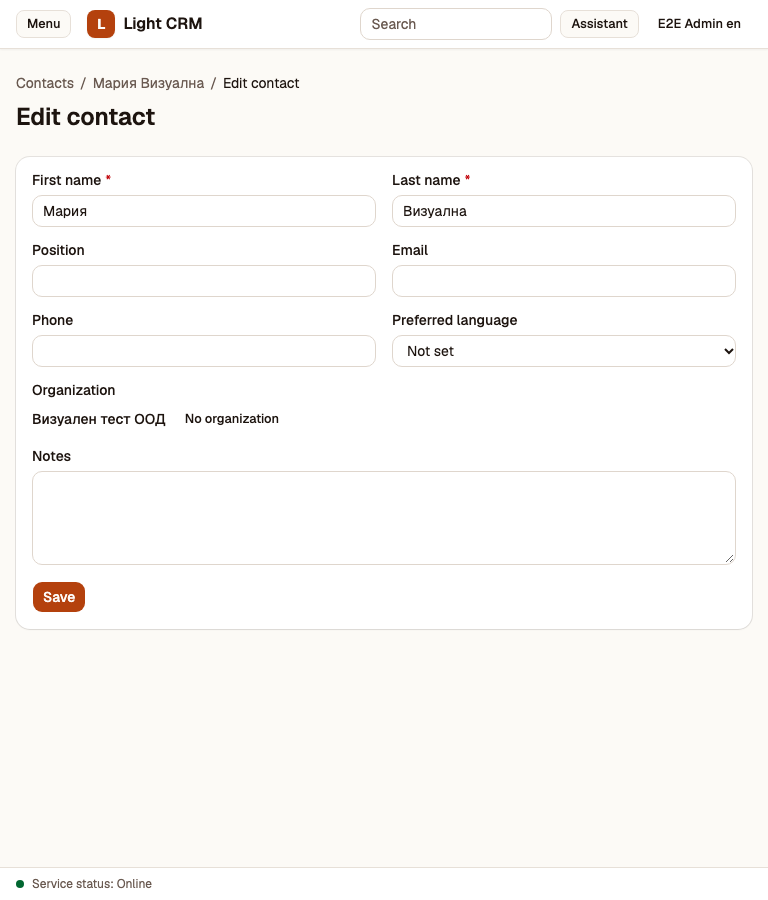 Menu L Light CRM Search Assistant E2E Admin en
Contacts / Мария Визуална / Edit contact
Edit contact
First name * Last name *
Мария Визуална
Position Email
Phone Preferred language
Not set
Organization
Визуален тест ООД No organization
Notes
Save
Service status: Online